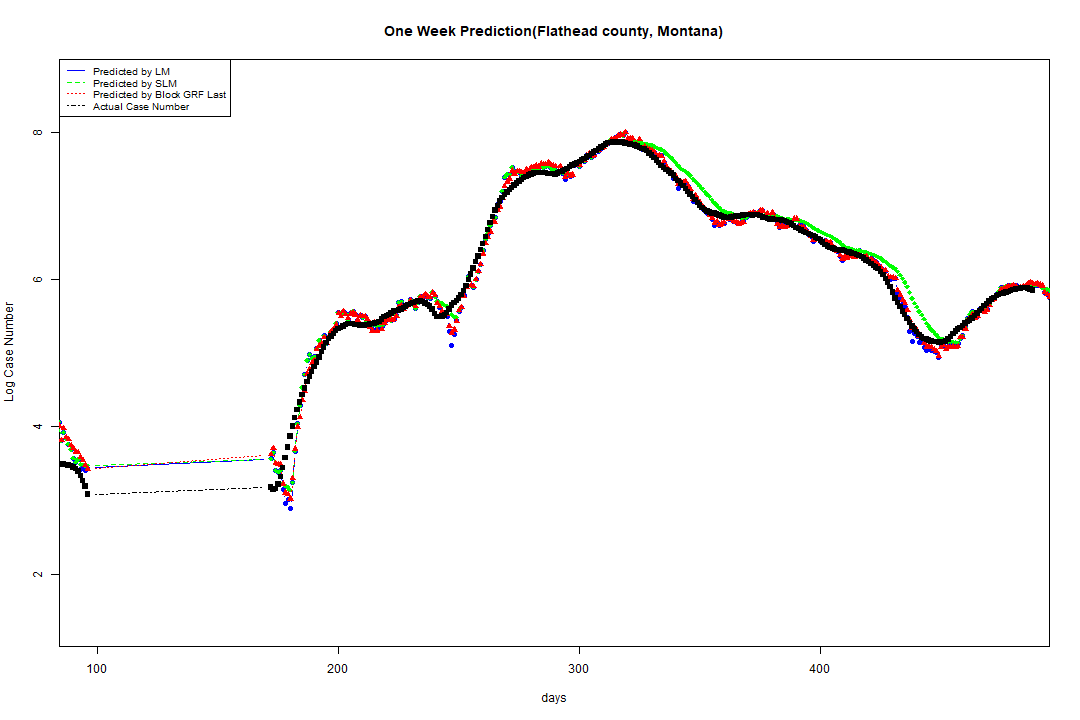 One Week Prediction(Flathead county, Montana)
Predicted by LM
Predicted by SLM
Predicted by Block GRF Last
Actual Case Number
8
6
4
2
Log Case Number
100
200
300
400
days